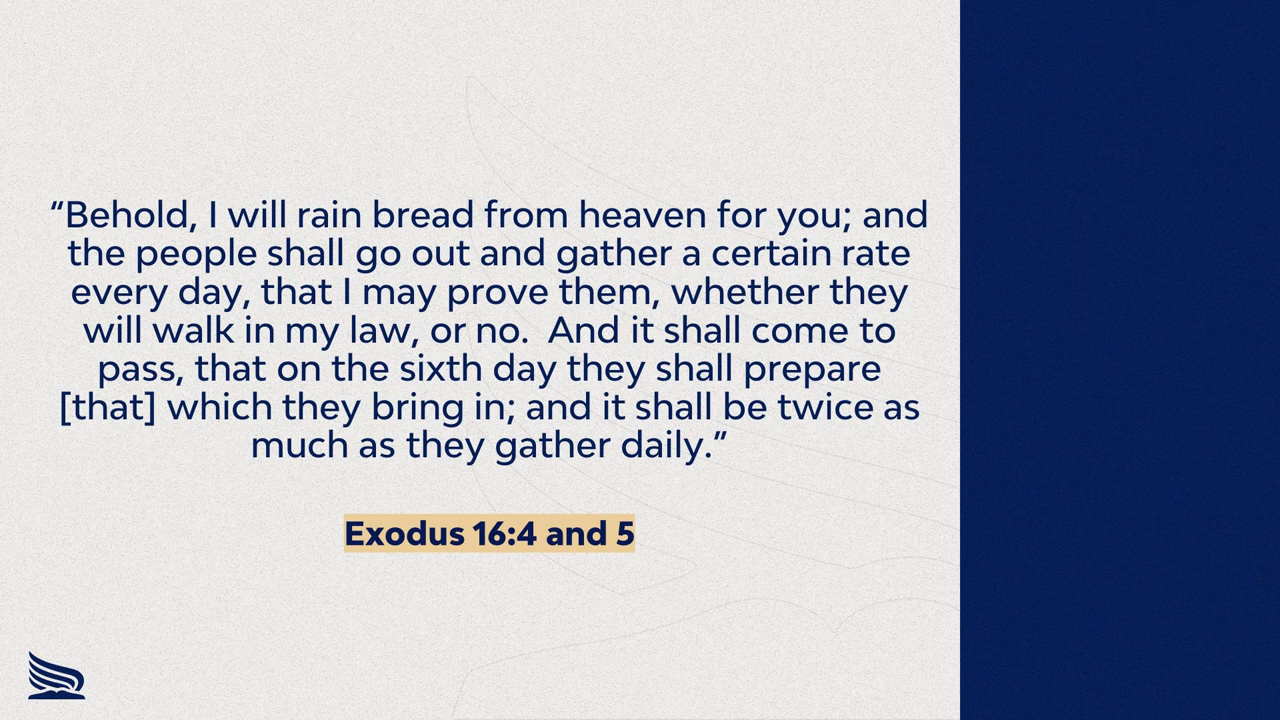 “Behold, I will rain bread from heaven for you; and
the people shall go out and gather a certain rate
every day, that I may prove them, whether they
will walk in my law, or no.  And it shall come to
pass, that on the sixth day they shall prepare
[that] which they bring in; and it shall be twice as
much as they gather daily.”
Exodus 16:4 and 5